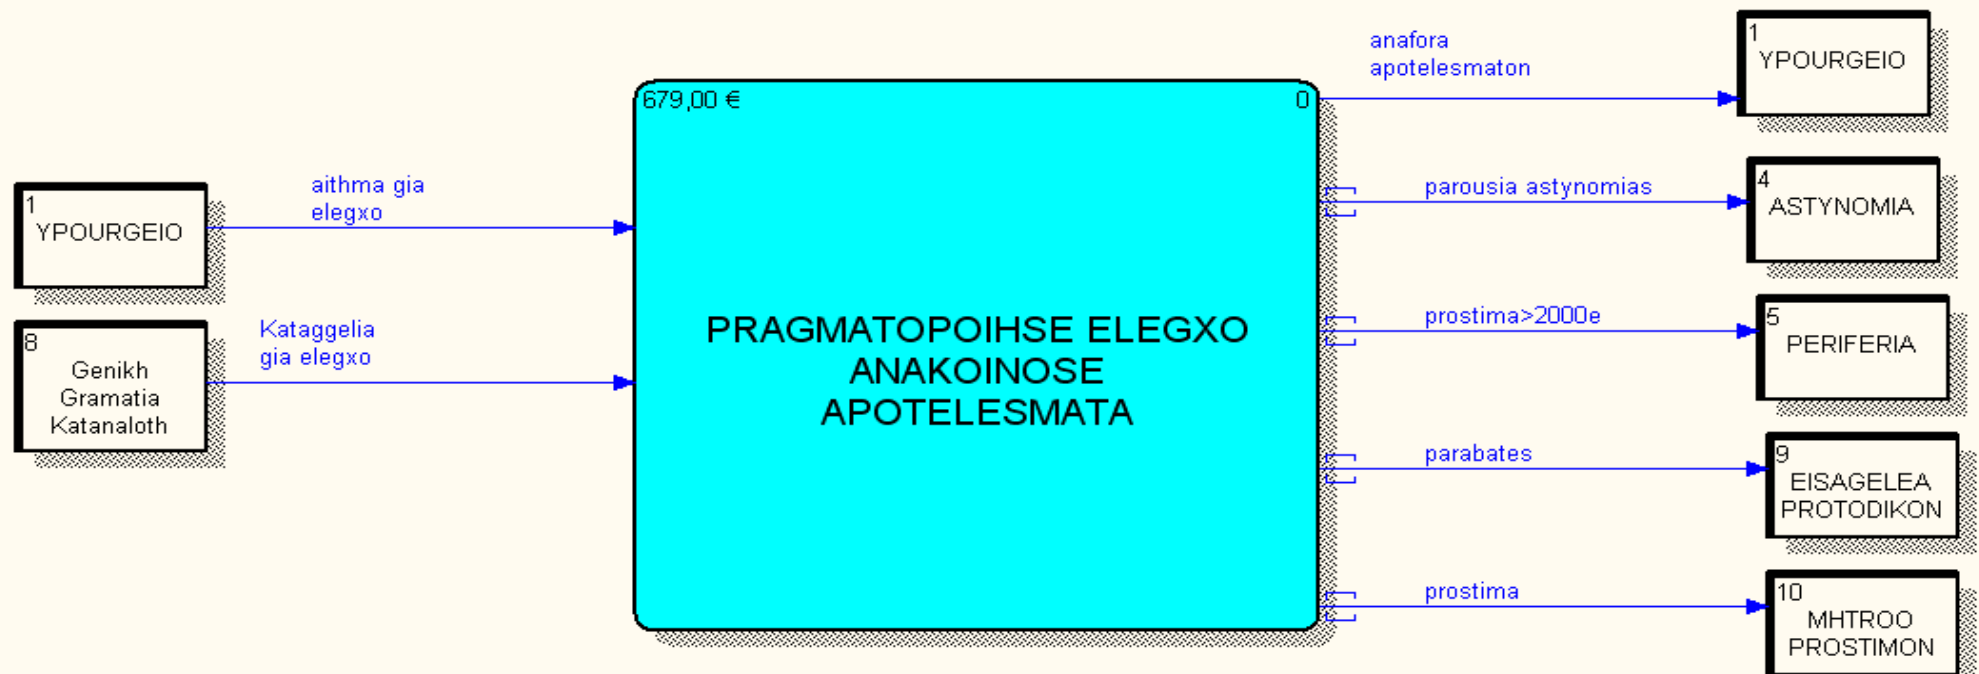 1
YPOURGEIO
8
Genikh
Gramatia
Katanaloth
aithma gia
elegxo
Kataggelia
gia elegxo
679,00 €
0
PRAGMATOPOIHSE ELEGXO
ANAKOINOSE
APOTELESMATA
anafora
apotelesmaton
1
YPOURGEIO
parousia astynomias
4
ASTYNOMIA
prostima>2000e
5
PERIFERIA
parabates
9
EISAGELEA
PROTODIKON
prostima
10
MHTROO
PROSTIMON